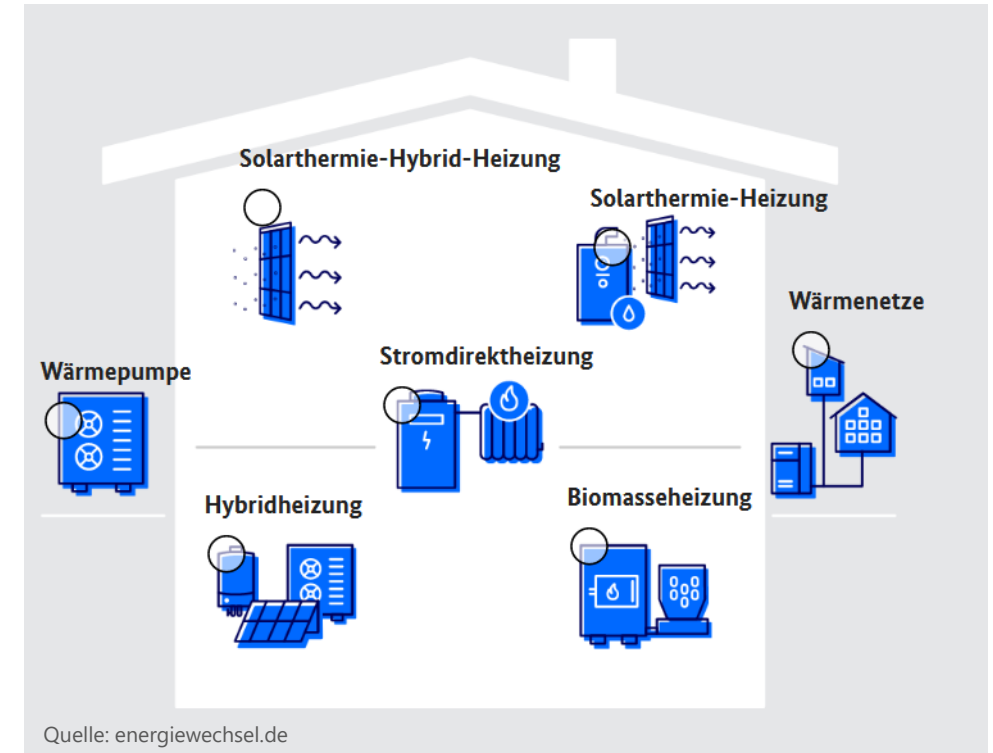 Solarthermie-Hybrid-Heizung
Solarthermie-Heizung
Wärmenetze
Stromdirektheizung
Wärmepumpe
Biomasseheizung
Hybridheizung
Quelle: energiewechsel.de